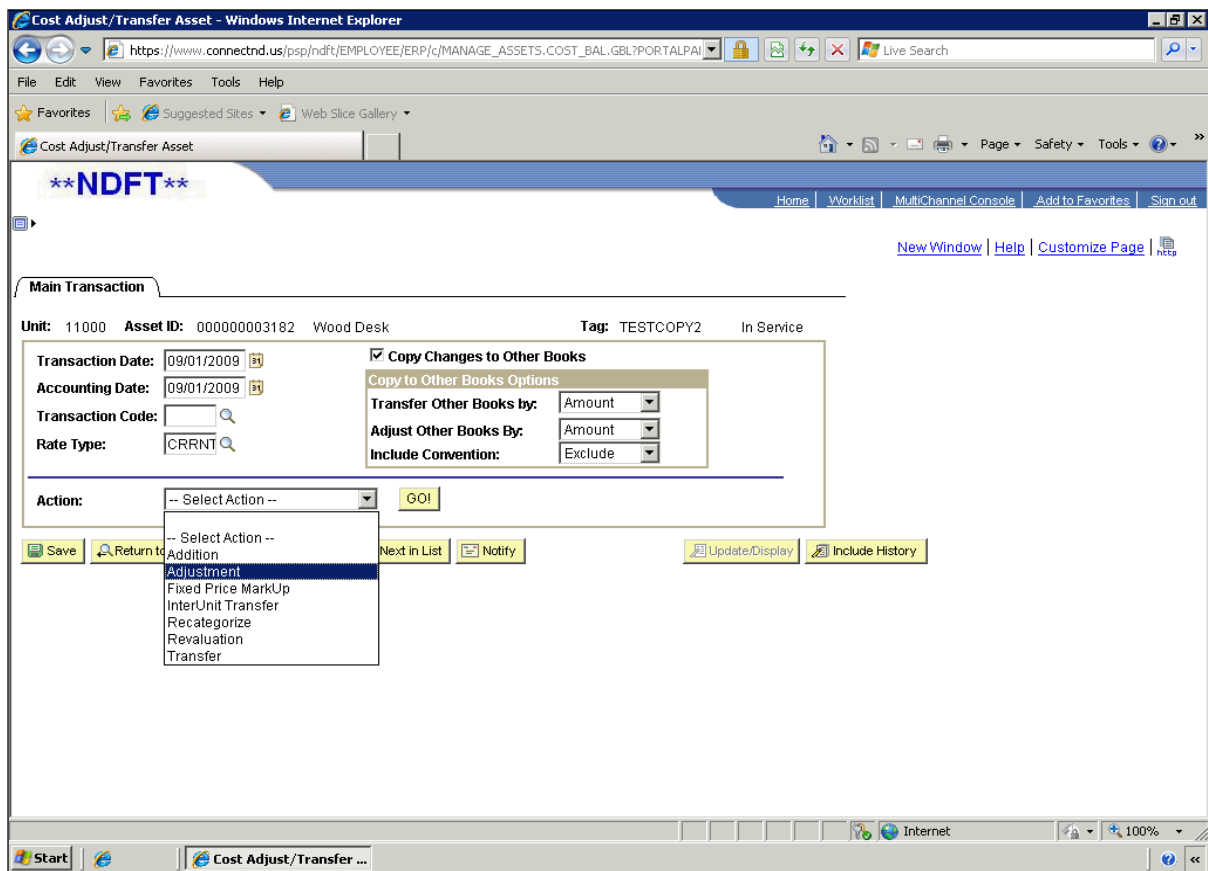 Cost Adjust/Transfer Asset - Windows Internet Explorer
https://www.connectnd.us/psp/ndft/EMPLOYEE/ERP/c/MANAGE_ASSETS.COST_BAL.GBL?PORTALPAI
Live Search
File Edit View Favorites Tools Help
Favorites Suggested Sites Web Slice Gallery
Cost Adjust/Transfer Asset Page Safety Tools »
**NDFT**
Home | Worklist | MultiChannel Console | Add to Favorites | Sign out
New Window | Help | Customize Page | http
Main Transaction
Unit: 11000 Asset ID: 000000003182 Wood Desk Tag: TESTCOPY2 In Service
Transaction Date: 09/01/2009 31 Copy Changes to Other Books
Accounting Date: 09/01/2009 31 Copy to Other Books Options
Transaction Code: Transfer Other Books by: Amount
Rate Type: CRRNT Adjust Other Books By: Amount
Include Convention: Exclude
Action: -- Select Action -- GO!
-- Select Action --
Addition
Adjustment
Fixed Price MarkUp
InterUnit Transfer
Recategorize
Revaluation
Transfer
Save Return to Next in List Notify Update/Display Include History
Internet 100%
Start Cost Adjust/Transfer ... «